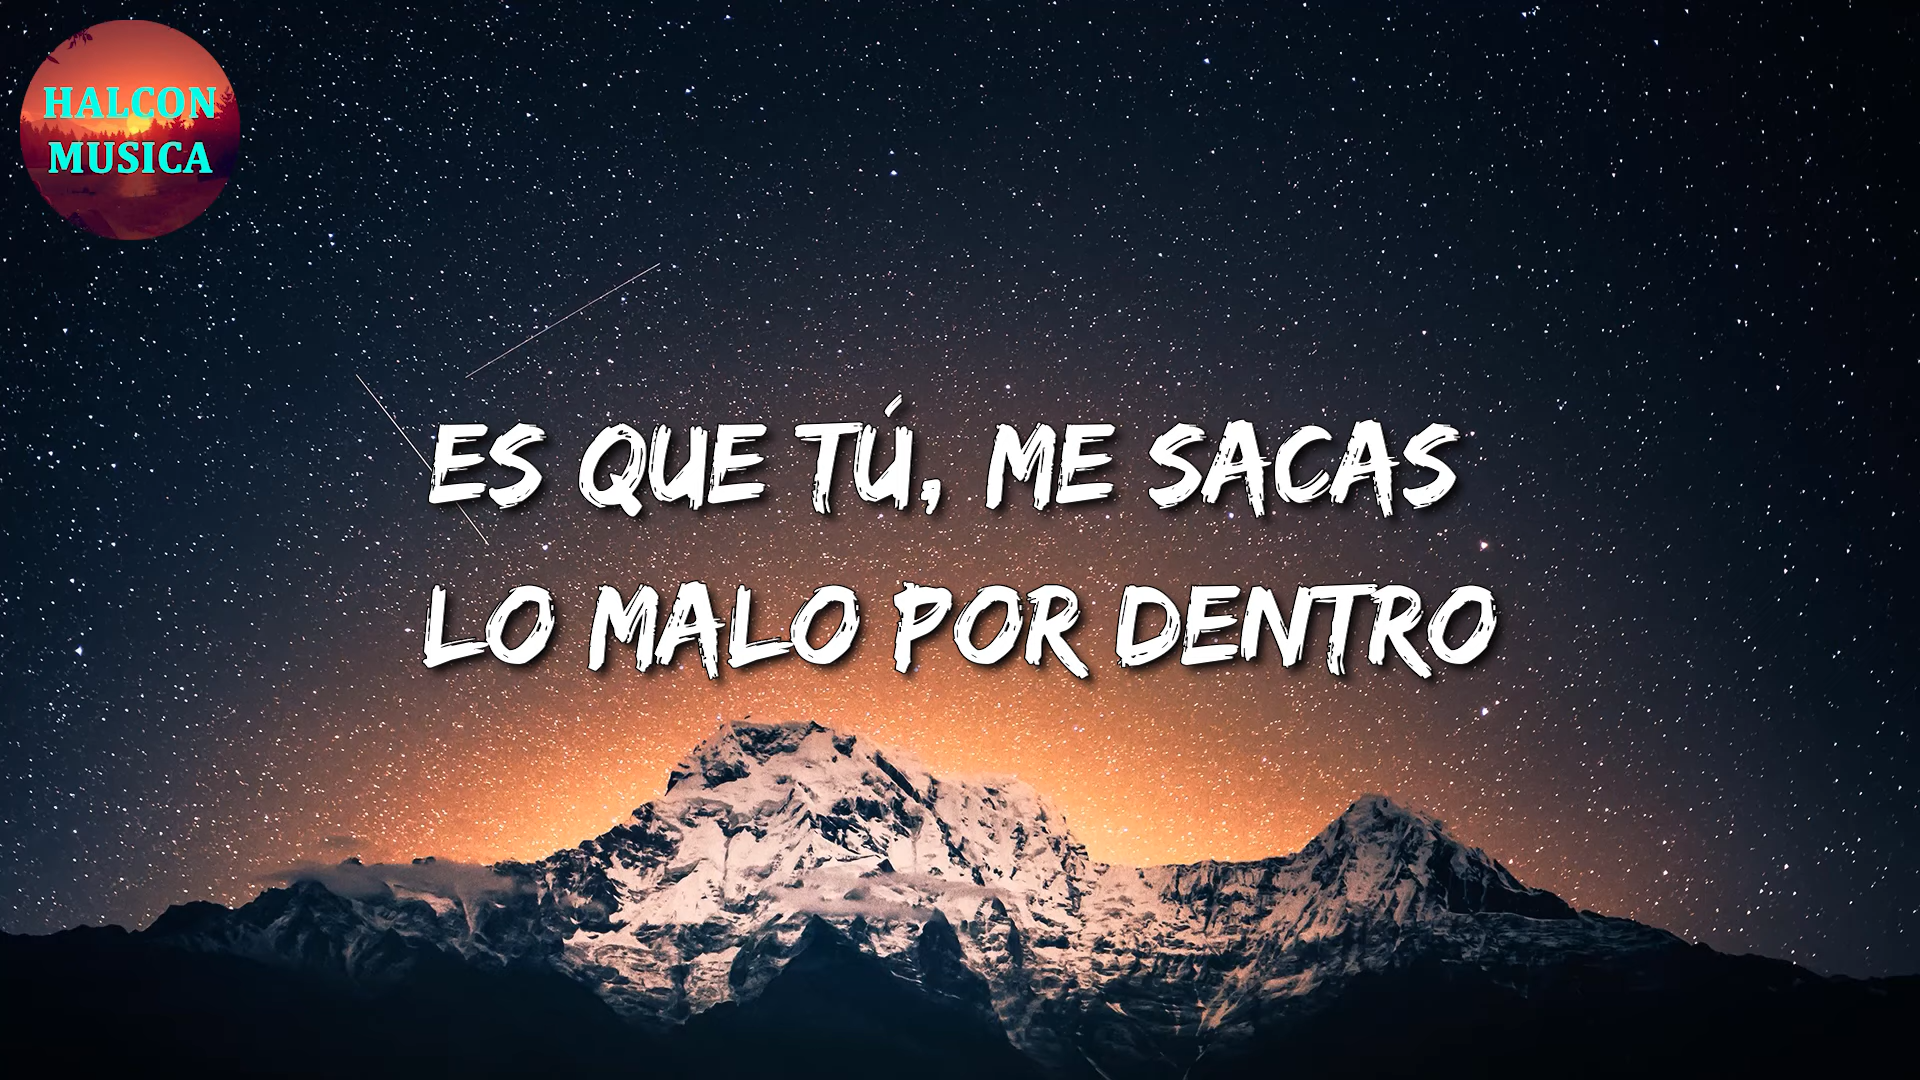 HALCON
MUSICA
ES QUE TÚ, ME SACAS
LO MALO POR DENTRO